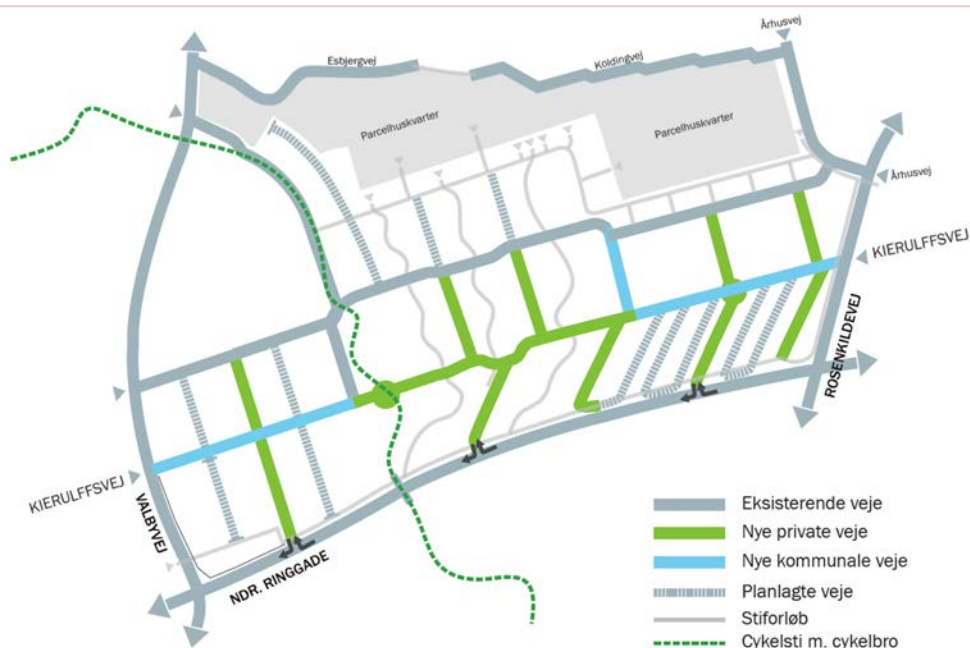 Århusvej
Esbjergvej
Koldingvej
Parcelhuskvarter
Parcelhuskvarter
Århusvej
KIERULFFSVEJ
ROSENKILDEVEJ
KIERULFFSVEJ
VALBYVEJ
NDR. RINGGADE
Eksisterende veje
Nye private veje
Nye kommunale veje
Planlagte veje
Stiforløb
Cykelsti m. cykelbro